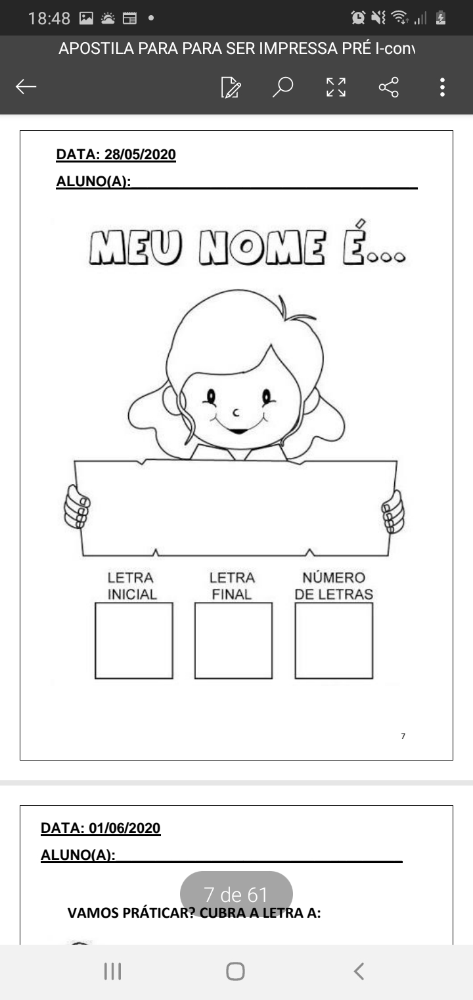 18:48
APOSTILA PARA PARA SER IMPRESSA PRÉ I-conv
DATA: 28/05/2020
ALUNO(A):
MEU NOME É...
LETRA INICIAL
LETRA FINAL
NÚMERO DE LETRAS
7
DATA: 01/06/2020
ALUNO(A):
7 de 61
VAMOS PRÁTICAR? CUBRA A LETRA A: